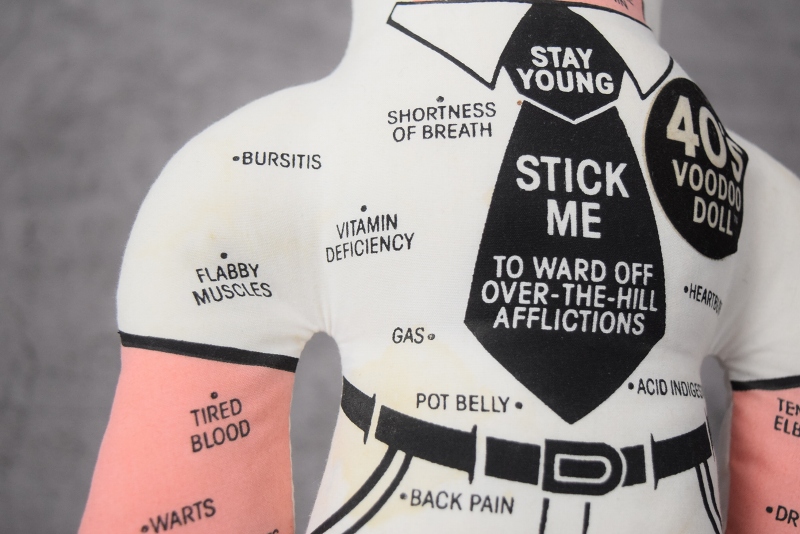 STAY
YOUNG
SHORTNESS
OF BREATH
40'S
VOODOO
DOLL
BURSITIS
STICK
ME
VITAMIN
DEFICIENCY
TO WARD OFF
OVER-THE-HILL
AFFLICTIONS
FLABBY
MUSCLES
GAS
ACID
POT BELLY
TIRED
BLOOD
BACK PAIN
WARTS